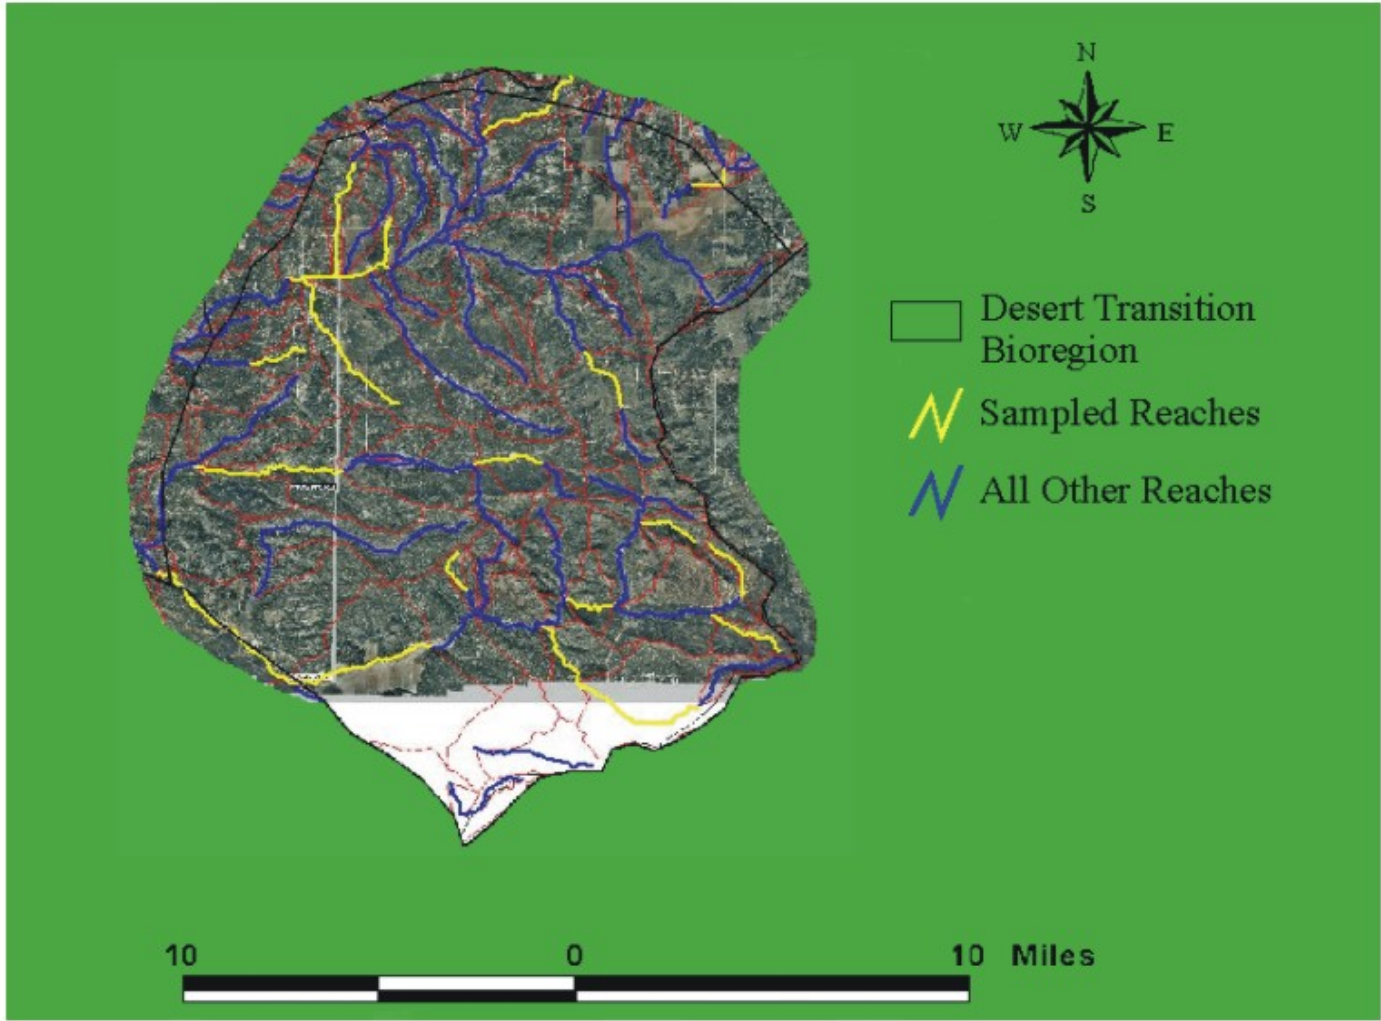 N
W E
S
Desert Transition
Bioregion
Sampled Reaches
All Other Reaches
10 0 10 Miles